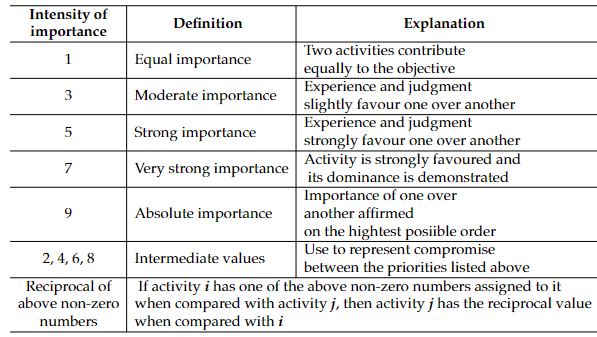 Intensity of importance Definition Explanation
1 Equal importance Two activities contribute
equally to the objective
3 Moderate importance Experience and judgment
slightly favour one over another
5 Strong importance Experience and judgment
strongly favour one over another
7 Very strong importance Activity is strongly favoured and
its dominance is demonstrated
9 Absolute importance Importance of one over
another affirmed
on the highest posiible order
2, 4, 6, 8 Intermediate values Use to represent compromise
between the priorities listed above
Reciprocal of above non-zero numbers If activity i has one of the above non-zero numbers assigned to it
when compared with activity j, then activity j has the reciprocal value
when compared with i